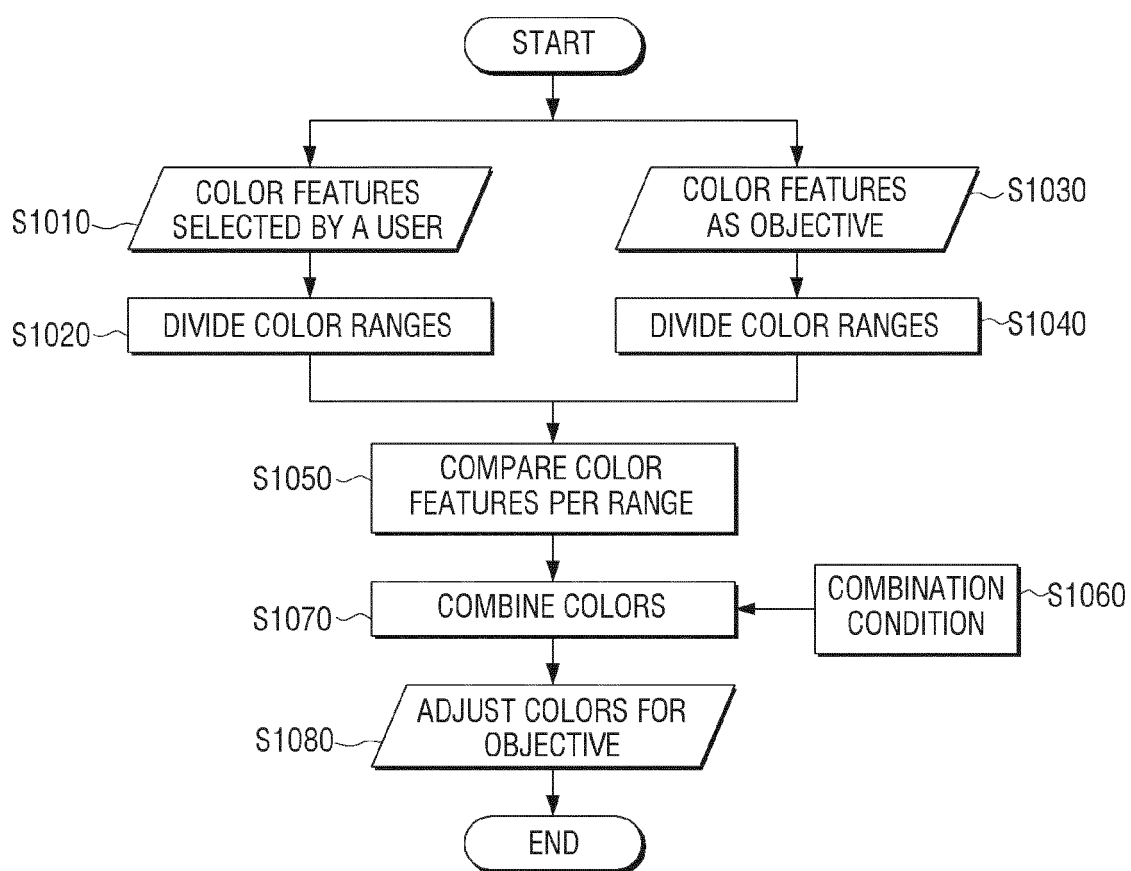 START
COLOR FEATURES
SELECTED BY A USER
S1010
COLOR FEATURES
AS OBJECTIVE
S1030
DIVIDE COLOR RANGES
S1020
DIVIDE COLOR RANGES
S1040
COMPARE COLOR
FEATURES PER RANGE
S1050
COMBINE COLORS
S1070
COMBINATION
CONDITION
S1060
ADJUST COLORS FOR
OBJECTIVE
S1080
END